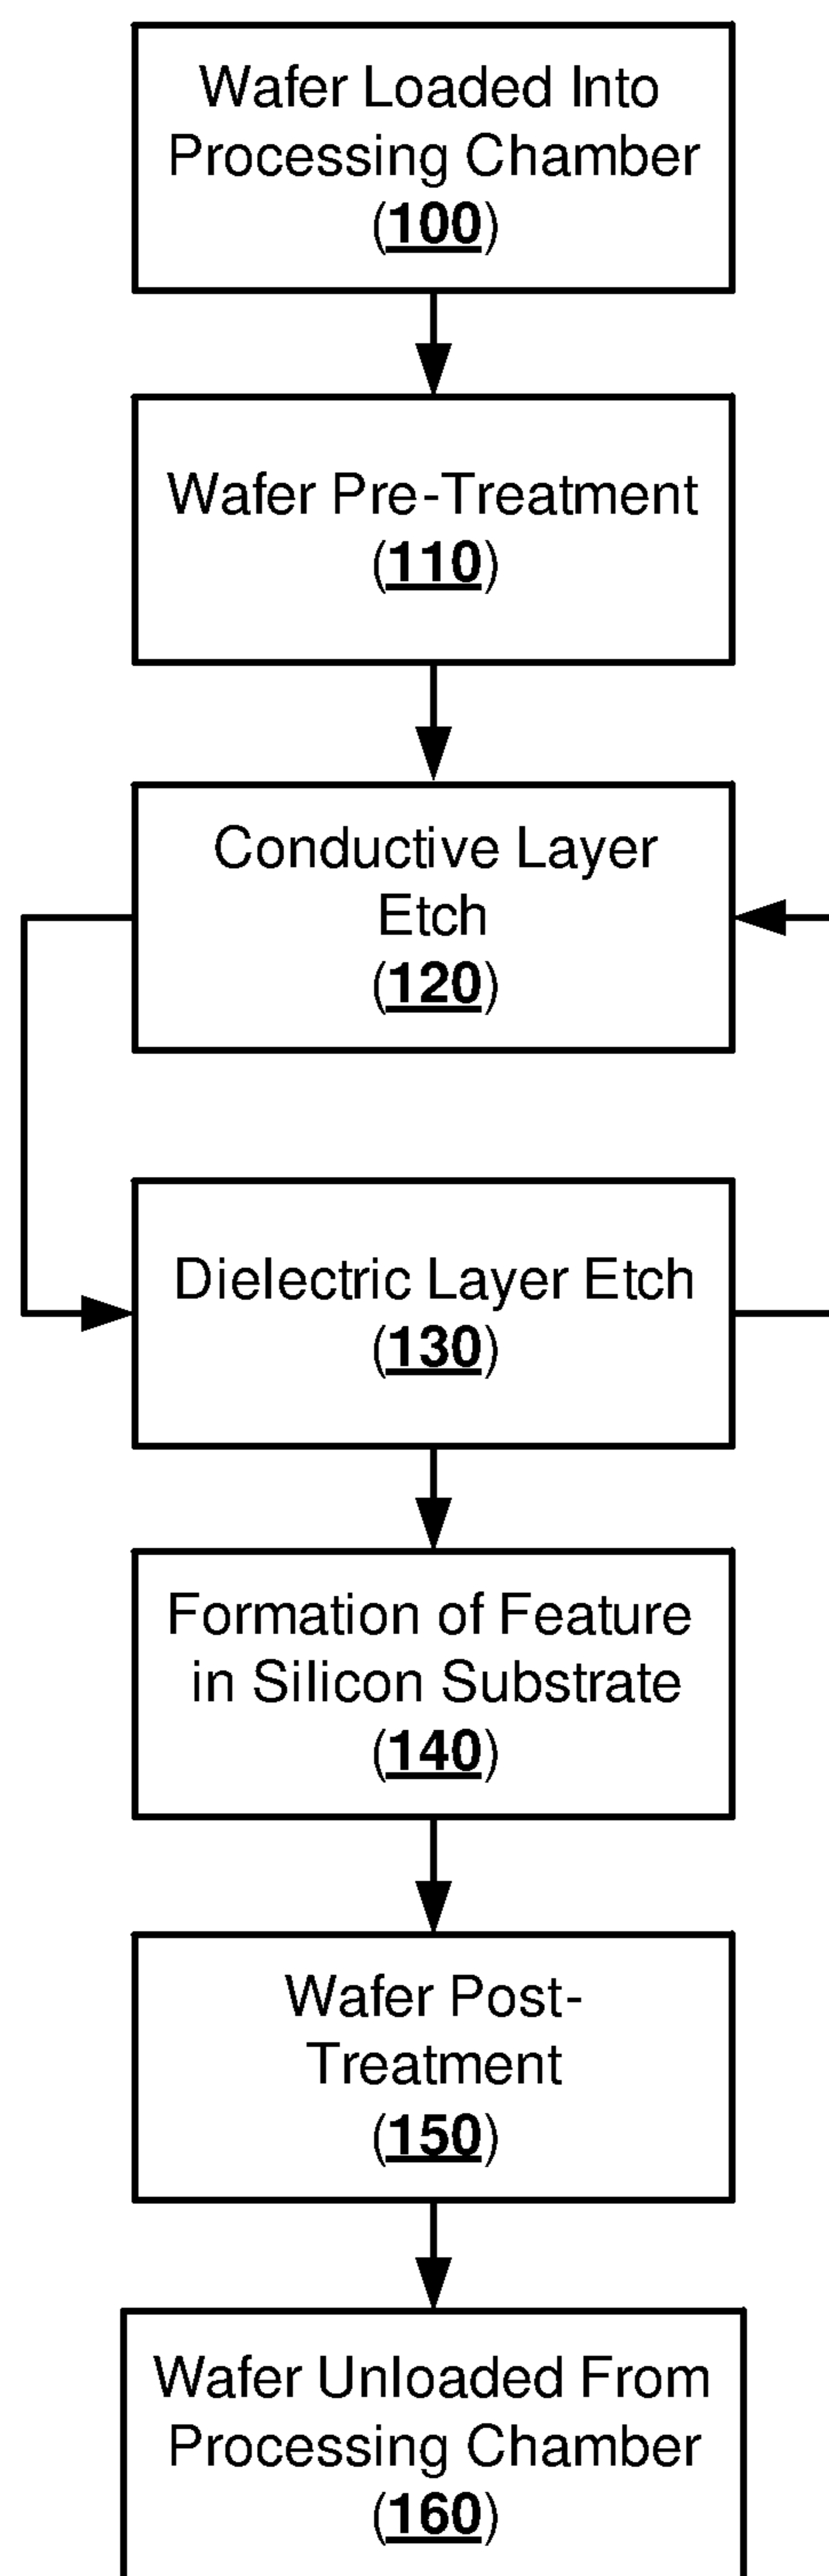 Wafer Loaded Into
Processing Chamber
(100)
Wafer Pre-Treatment
(110)
Conductive Layer
Etch
(120)
Dielectric Layer Etch
(130)
Formation of Feature
in Silicon Substrate
(140)
Wafer Post-
Treatment
(150)
Wafer Unloaded From
Processing Chamber
(160)